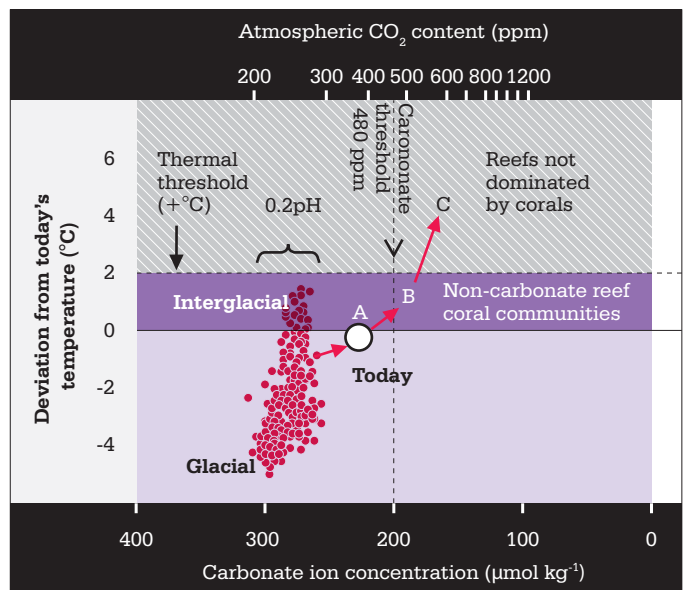 Atmospheric CO2 content (ppm)
200 300 400 500 600 800 1000 1200
Deviation from today's
temperature (°C)
6
4
2
0
-2
-4
Thermal
threshold
(+°C)
0.2pH
480 ppm
threshold
Carononate
Reefs not
dominated
by corals
C
Interglacial
A
B
Non-carbonate reef
coral communities
Today
Glacial
400 300 200 100 0
Carbonate ion concentration (µmol kg-1)